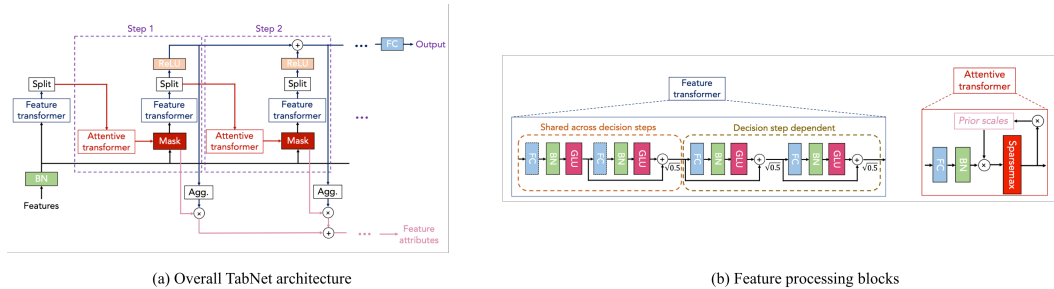 Step 1
Step 2
...
FC
Output
ReLU
ReLU
Split
Split
Split
Feature
transformer
Feature
transformer
Feature
transformer
...
Attentive
transformer
Mask
Attentive
transformer
Mask
BN
Features
Agg.
Agg.
...
Feature
attributes
(a) Overall TabNet architecture
Feature
transformer
Shared across decision steps
Decision step dependent
FC
BN
GLU
FC
BN
GLU
√0.5
FC
BN
GLU
√0.5
FC
BN
GLU
√0.5
Attentive
transformer
Prior scales
FC
BN
Sparsemax
(b) Feature processing blocks